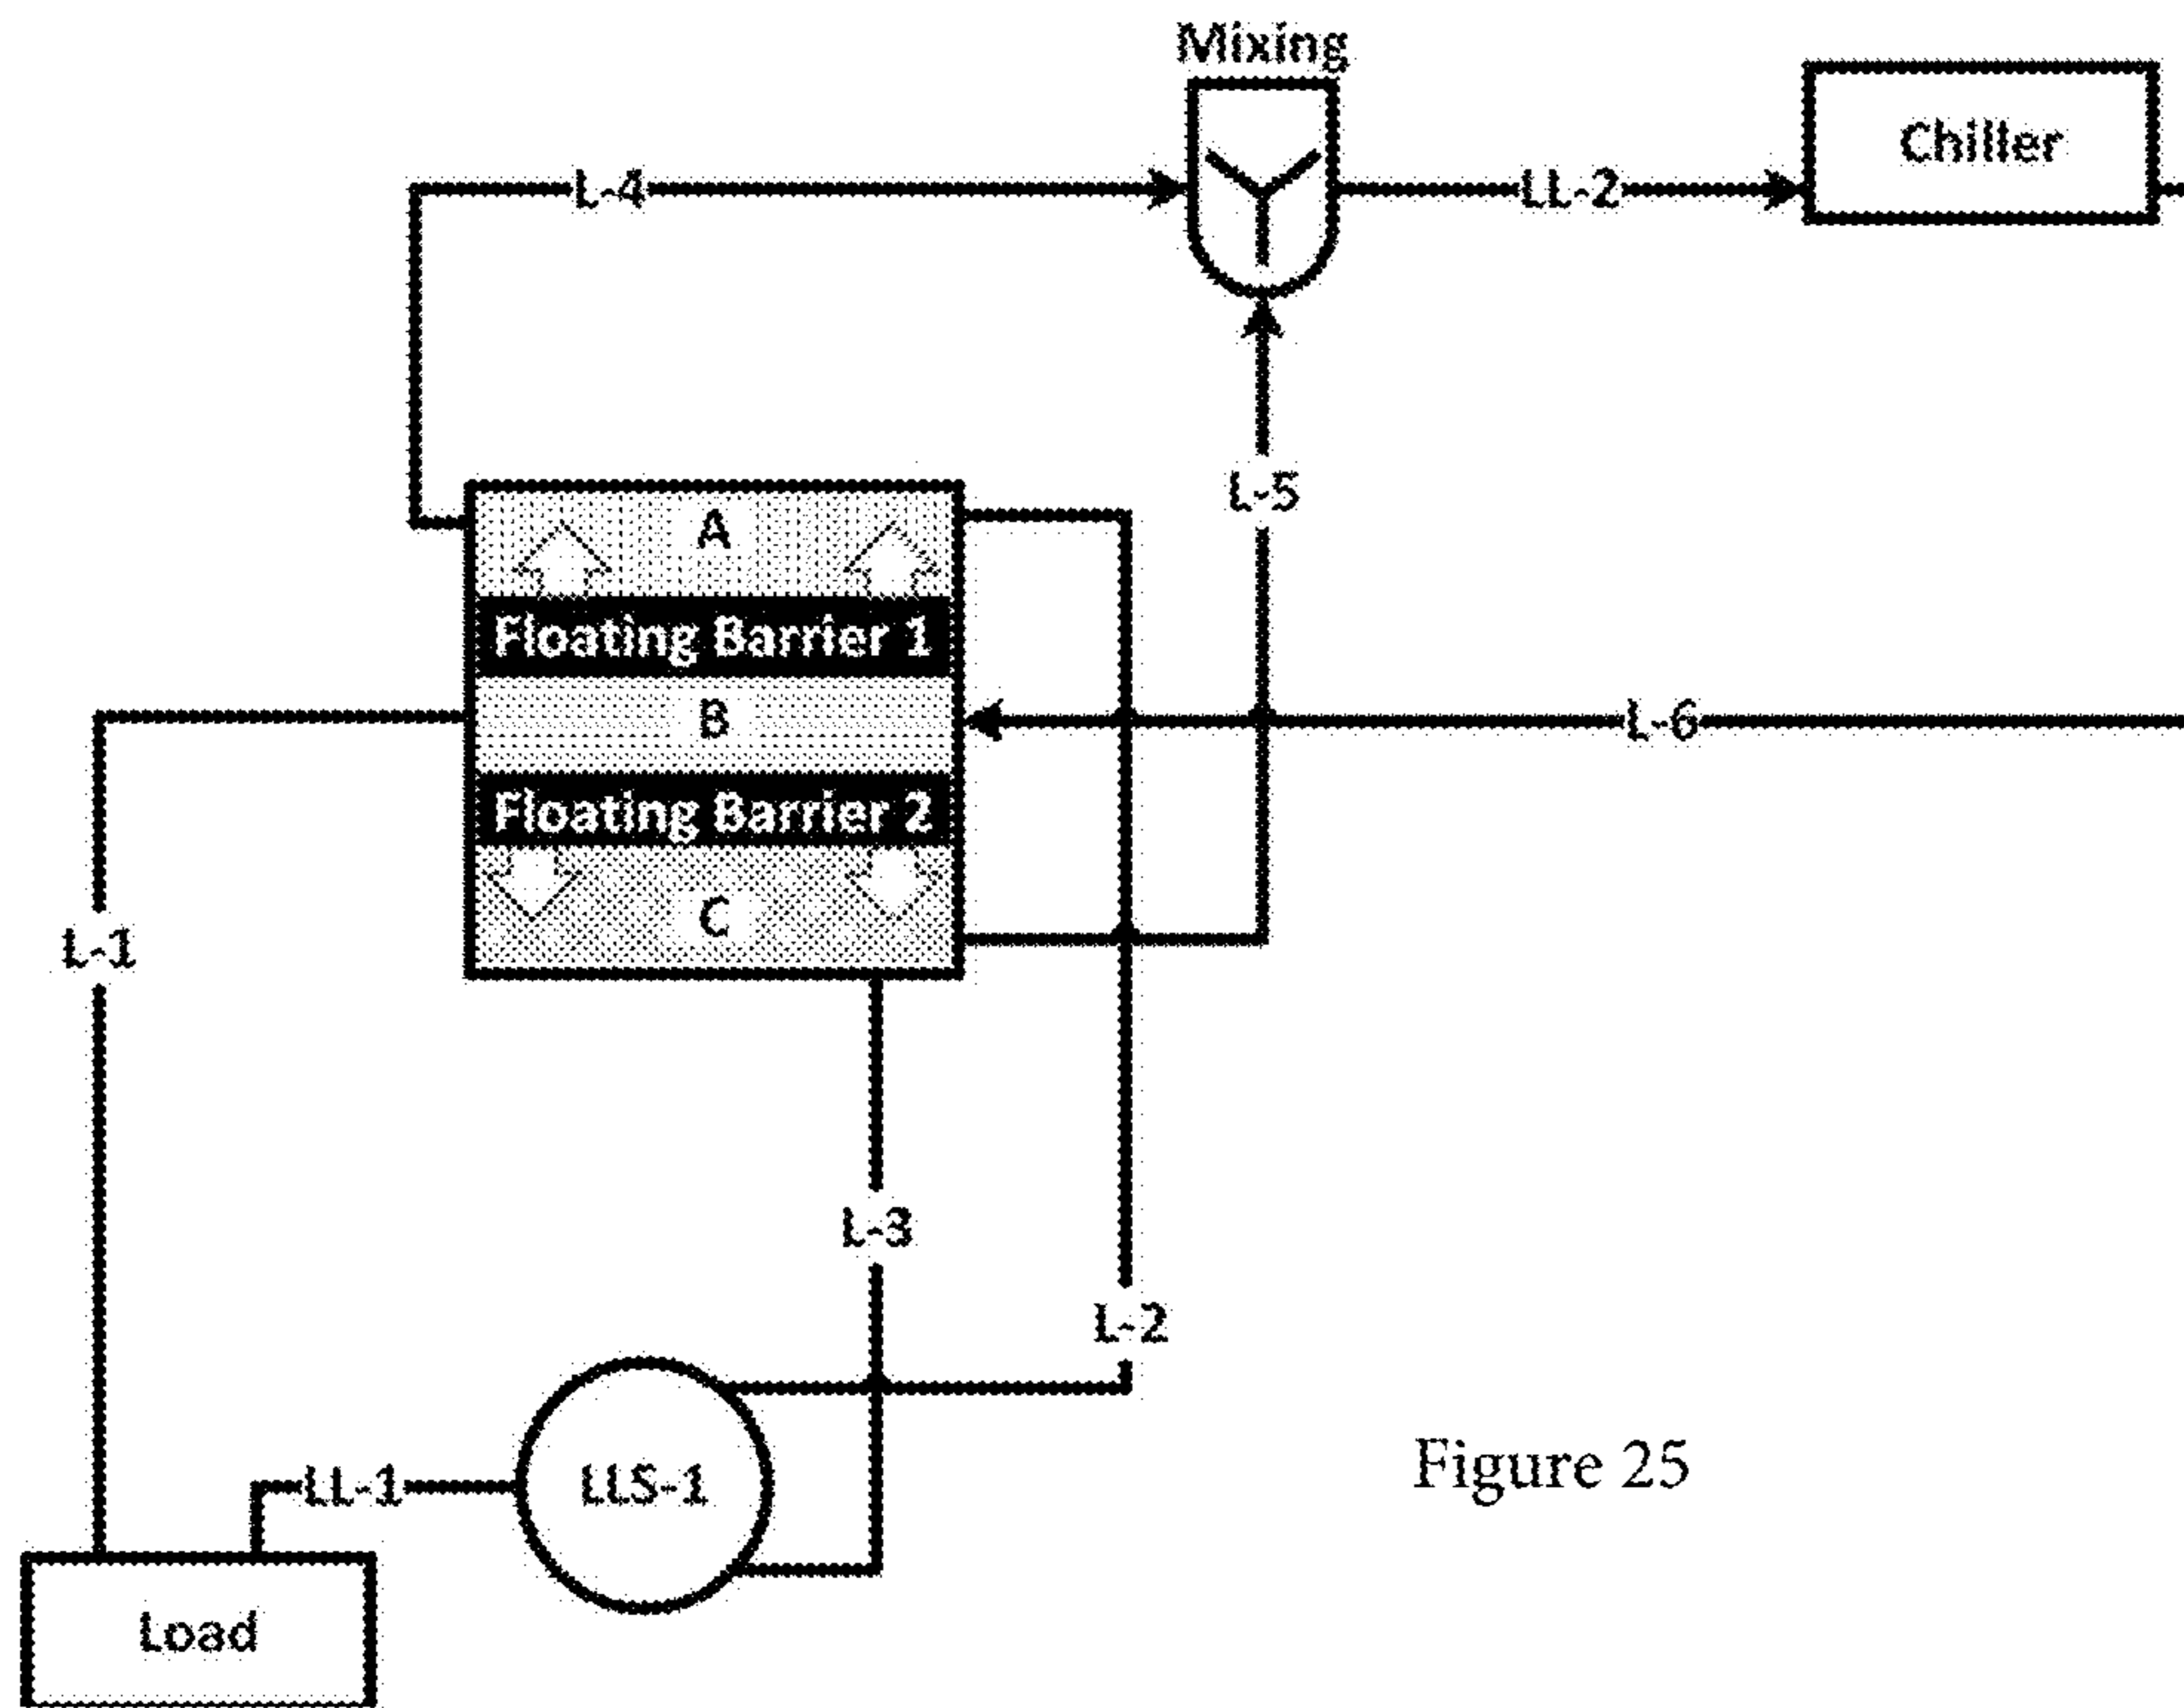 Mixing
Chiller
L-4
LL-2
L-5
A
Floating Barrier 1
B
L-6
Floating Barrier 2
C
L-1
L-3
L-2
LL-1
LLS-1
Figure 25
Load